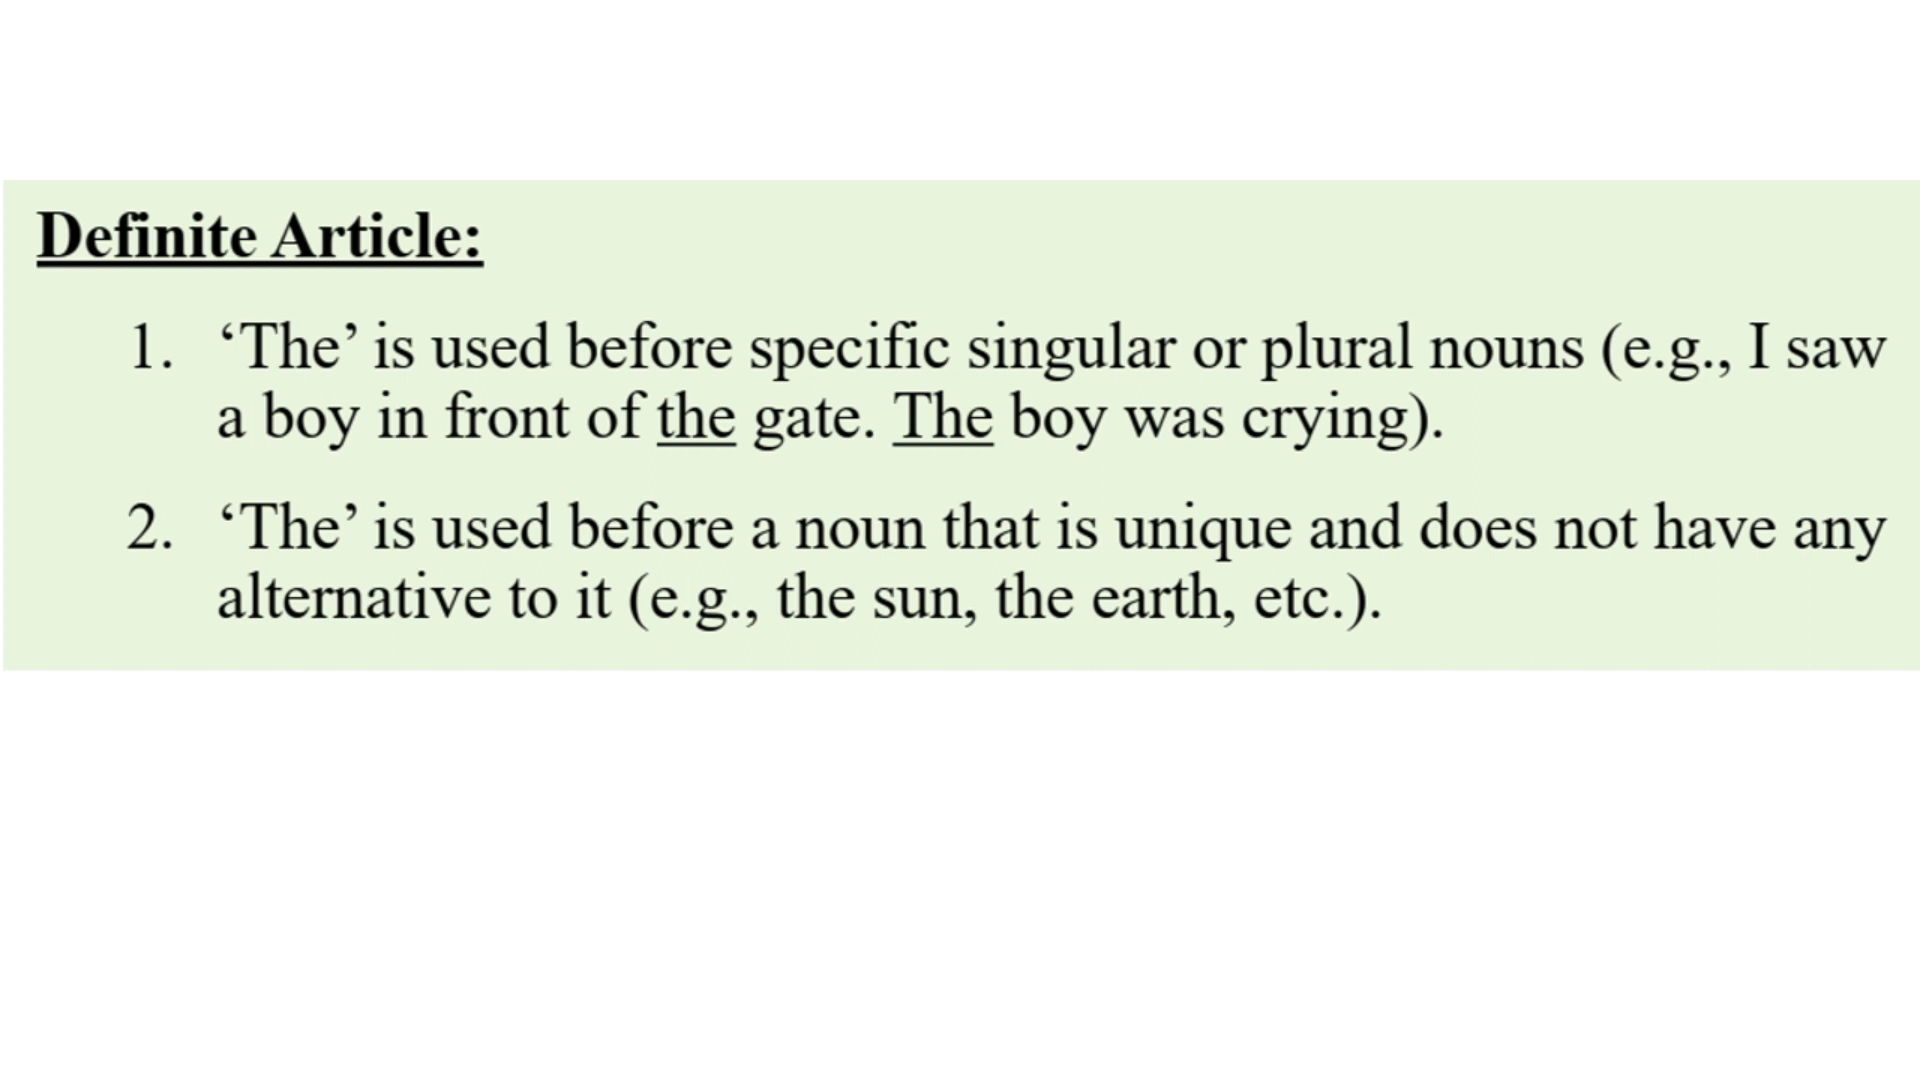 Definite Article:
1. ‘The’ is used before specific singular or plural nouns (e.g., I saw
a boy in front of the gate. The boy was crying).
2. ‘The’ is used before a noun that is unique and does not have any
alternative to it (e.g., the sun, the earth, etc.).